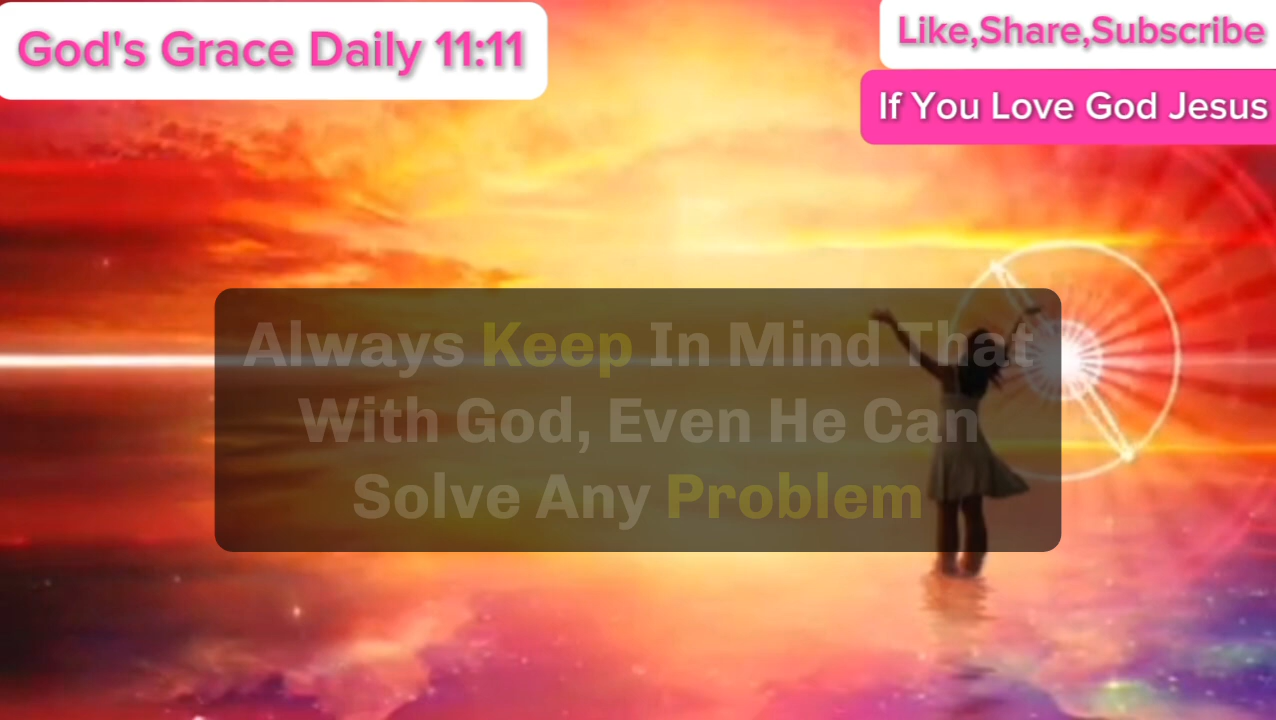 God's Grace Daily 11:11
Like,Share,Subscribe
If You Love God Jesus
Always Keep In Mind That
With God, Even He Can
Solve Any Problem